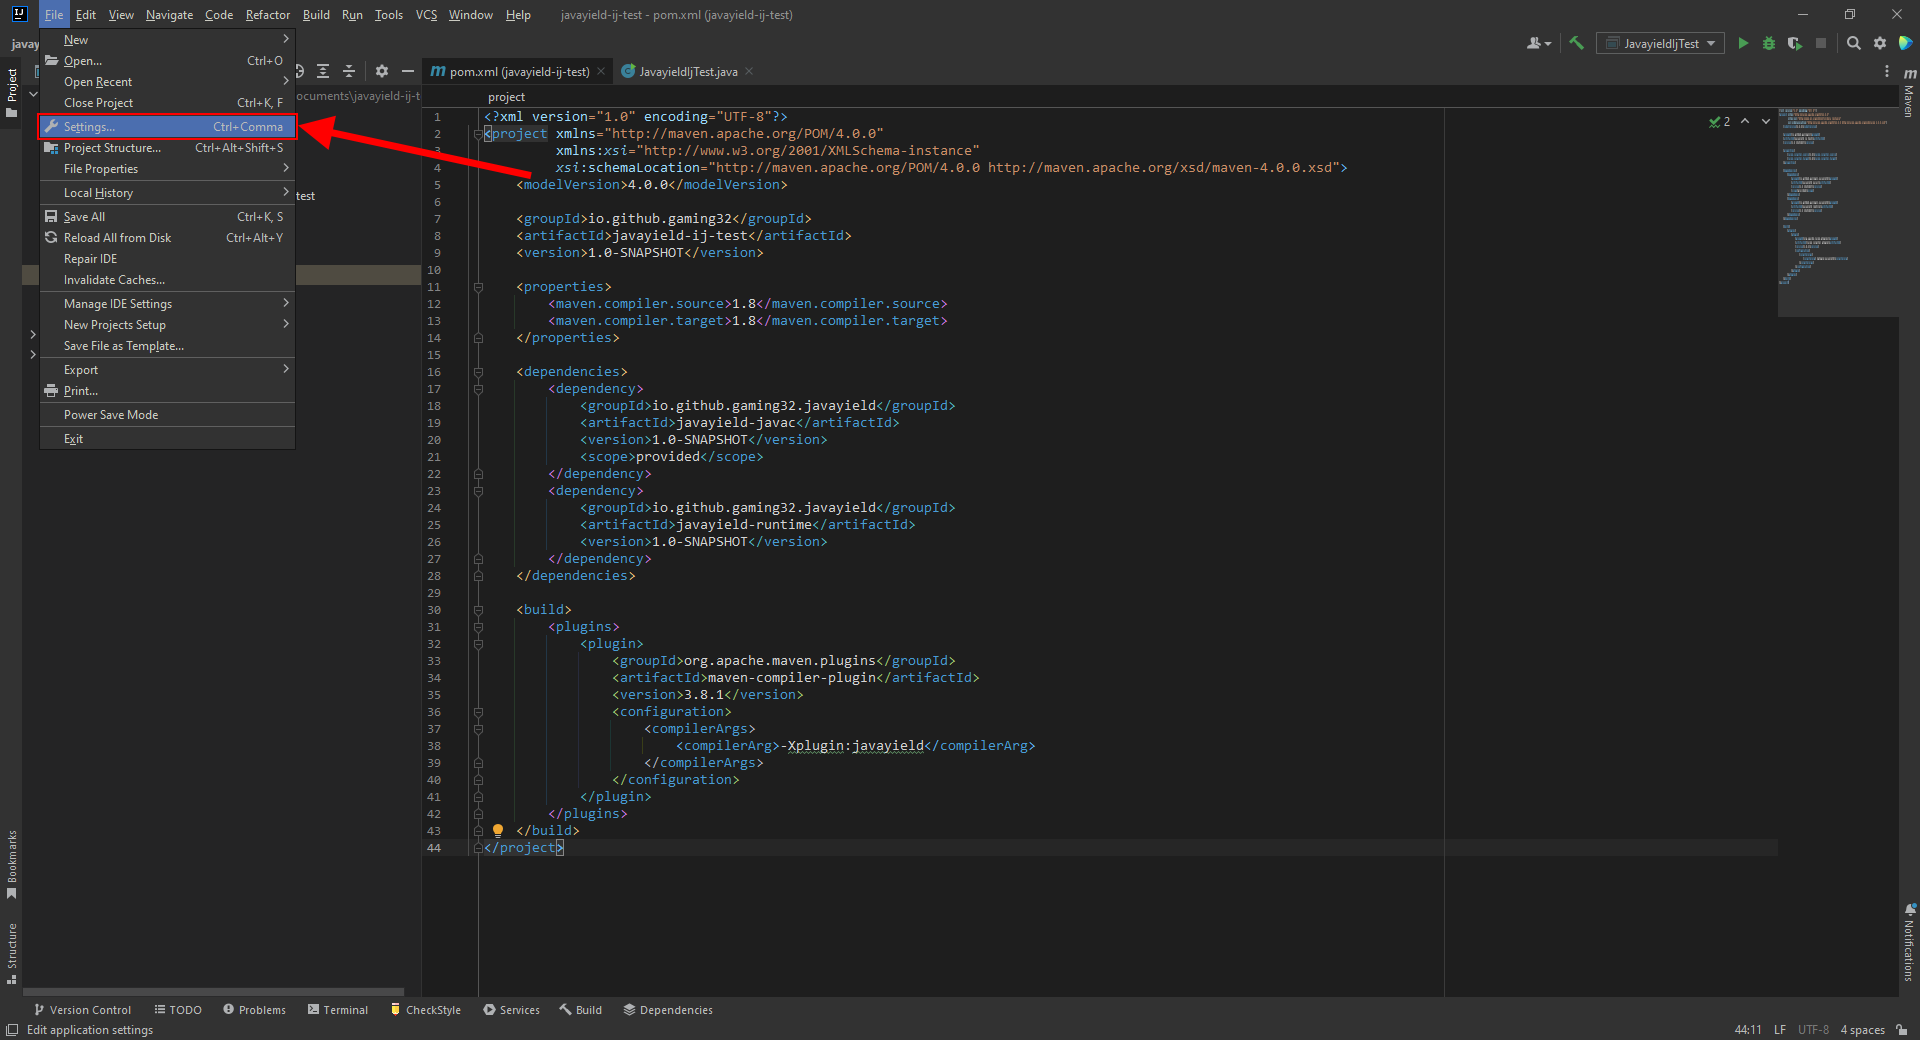 IJ File Edit View Navigate Code Refactor Build Run Tools VCS Window Help javayield-ij-test - pom.xml (javayield-ij-test)
javay
JavayieldIjTest
New
Open... Ctrl+O
Open Recent
Close Project Ctrl+K, F
Settings... Ctrl+Comma
Project Structure... Ctrl+Alt+Shift+S
File Properties
Local History
Save All Ctrl+K, S
Reload All from Disk Ctrl+Alt+Y
Repair IDE
Invalidate Caches...
Manage IDE Settings
New Projects Setup
Save File as Template...
Export
Print...
Power Save Mode
Exit
Project
ocuments\javayield-ij-t
test
Bookmarks
Structure
m pom.xml (javayield-ij-test) C JavayieldIjTest.java
project
2
1 <?xml version="1.0" encoding="UTF-8"?>
2 <project xmlns="http://maven.apache.org/POM/4.0.0"
3 xmlns:xsi="http://www.w3.org/2001/XMLSchema-instance"
4 xsi:schemaLocation="http://maven.apache.org/POM/4.0.0 http://maven.apache.org/xsd/maven-4.0.0.xsd">
5 <modelVersion>4.0.0</modelVersion>
6
7 <groupId>io.github.gaming32</groupId>
8 <artifactId>javayield-ij-test</artifactId>
9 <version>1.0-SNAPSHOT</version>
10
11 <properties>
12 <maven.compiler.source>1.8</maven.compiler.source>
13 <maven.compiler.target>1.8</maven.compiler.target>
14 </properties>
15
16 <dependencies>
17 <dependency>
18 <groupId>io.github.gaming32.javayield</groupId>
19 <artifactId>javayield-javac</artifactId>
20 <version>1.0-SNAPSHOT</version>
21 <scope>provided</scope>
22 </dependency>
23 <dependency>
24 <groupId>io.github.gaming32.javayield</groupId>
25 <artifactId>javayield-runtime</artifactId>
26 <version>1.0-SNAPSHOT</version>
27 </dependency>
28 </dependencies>
29
30 <build>
31 <plugins>
32 <plugin>
33 <groupId>org.apache.maven.plugins</groupId>
34 <artifactId>maven-compiler-plugin</artifactId>
35 <version>3.8.1</version>
36 <configuration>
37 <compilerArgs>
38 <compilerArg>-Xplugin:javayield</compilerArg>
39 </compilerArgs>
40 </configuration>
41 </plugin>
42 </plugins>
43 </build>
44 </project>
m Maven
Notifications
Version Control TODO Problems Terminal CheckStyle Services Build Dependencies
Edit application settings 44:11 LF UTF-8 4 spaces